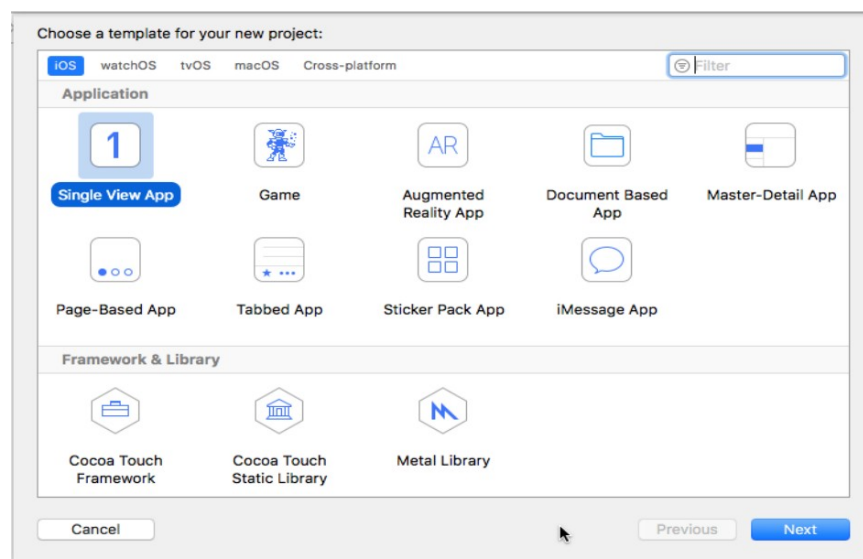 Choose a template for your new project:
iOS watchOS tvOS macOS Cross-platform Filter
Application
1 AR
Single View App Game Augmented Reality App Document Based App Master-Detail App
Page-Based App Tabbed App Sticker Pack App iMessage App
Framework & Library
Cocoa Touch Framework Cocoa Touch Static Library Metal Library
Cancel Previous Next